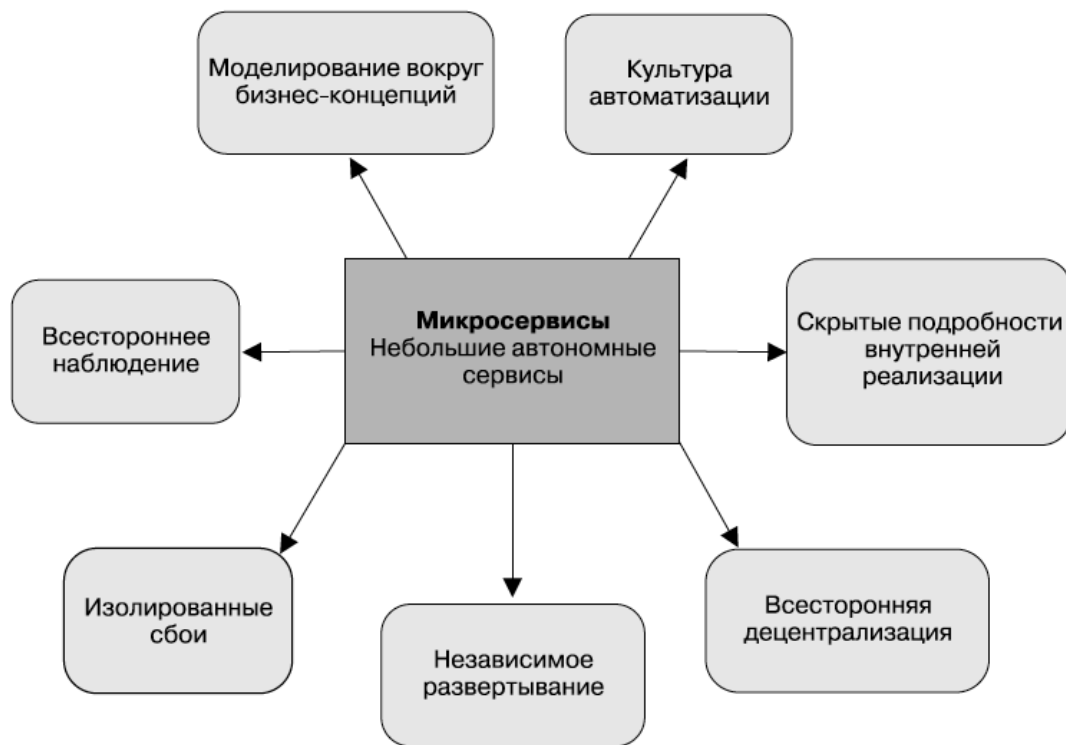 Моделирование вокруг
бизнес-концепций
Культура
автоматизации
Всестороннее
наблюдение
Микросервисы
Небольшие автономные
сервисы
Скрытые подробности
внутренней
реализации
Изолированные
сбои
Независимое
развертывание
Всесторонняя
децентрализация